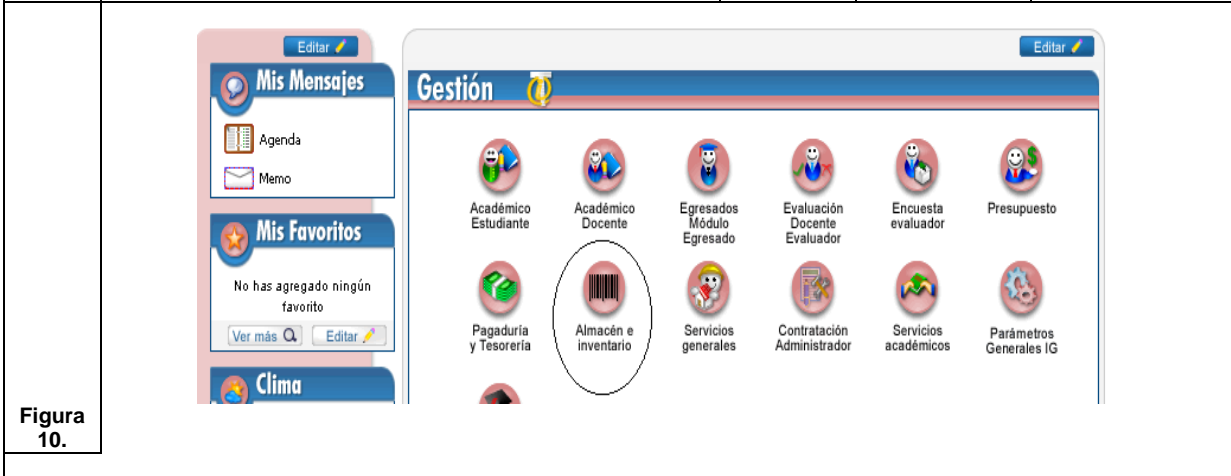 Editar
Mis Mensajes
Agenda
Memo
Mis Favoritos
No has agregado ningún
favorito
Ver más
Editar
Clima
Editar
Gestión
Académico
Estudiante
Académico
Docente
Egresados
Módulo
Egresado
Evaluación
Docente
Evaluador
Encuesta
evaluador
Presupuesto
Pagaduría
y Tesorería
Almacén e
inventario
Servicios
generales
Contratación
Administrador
Servicios
académicos
Parámetros
Generales IG
Figura
10.